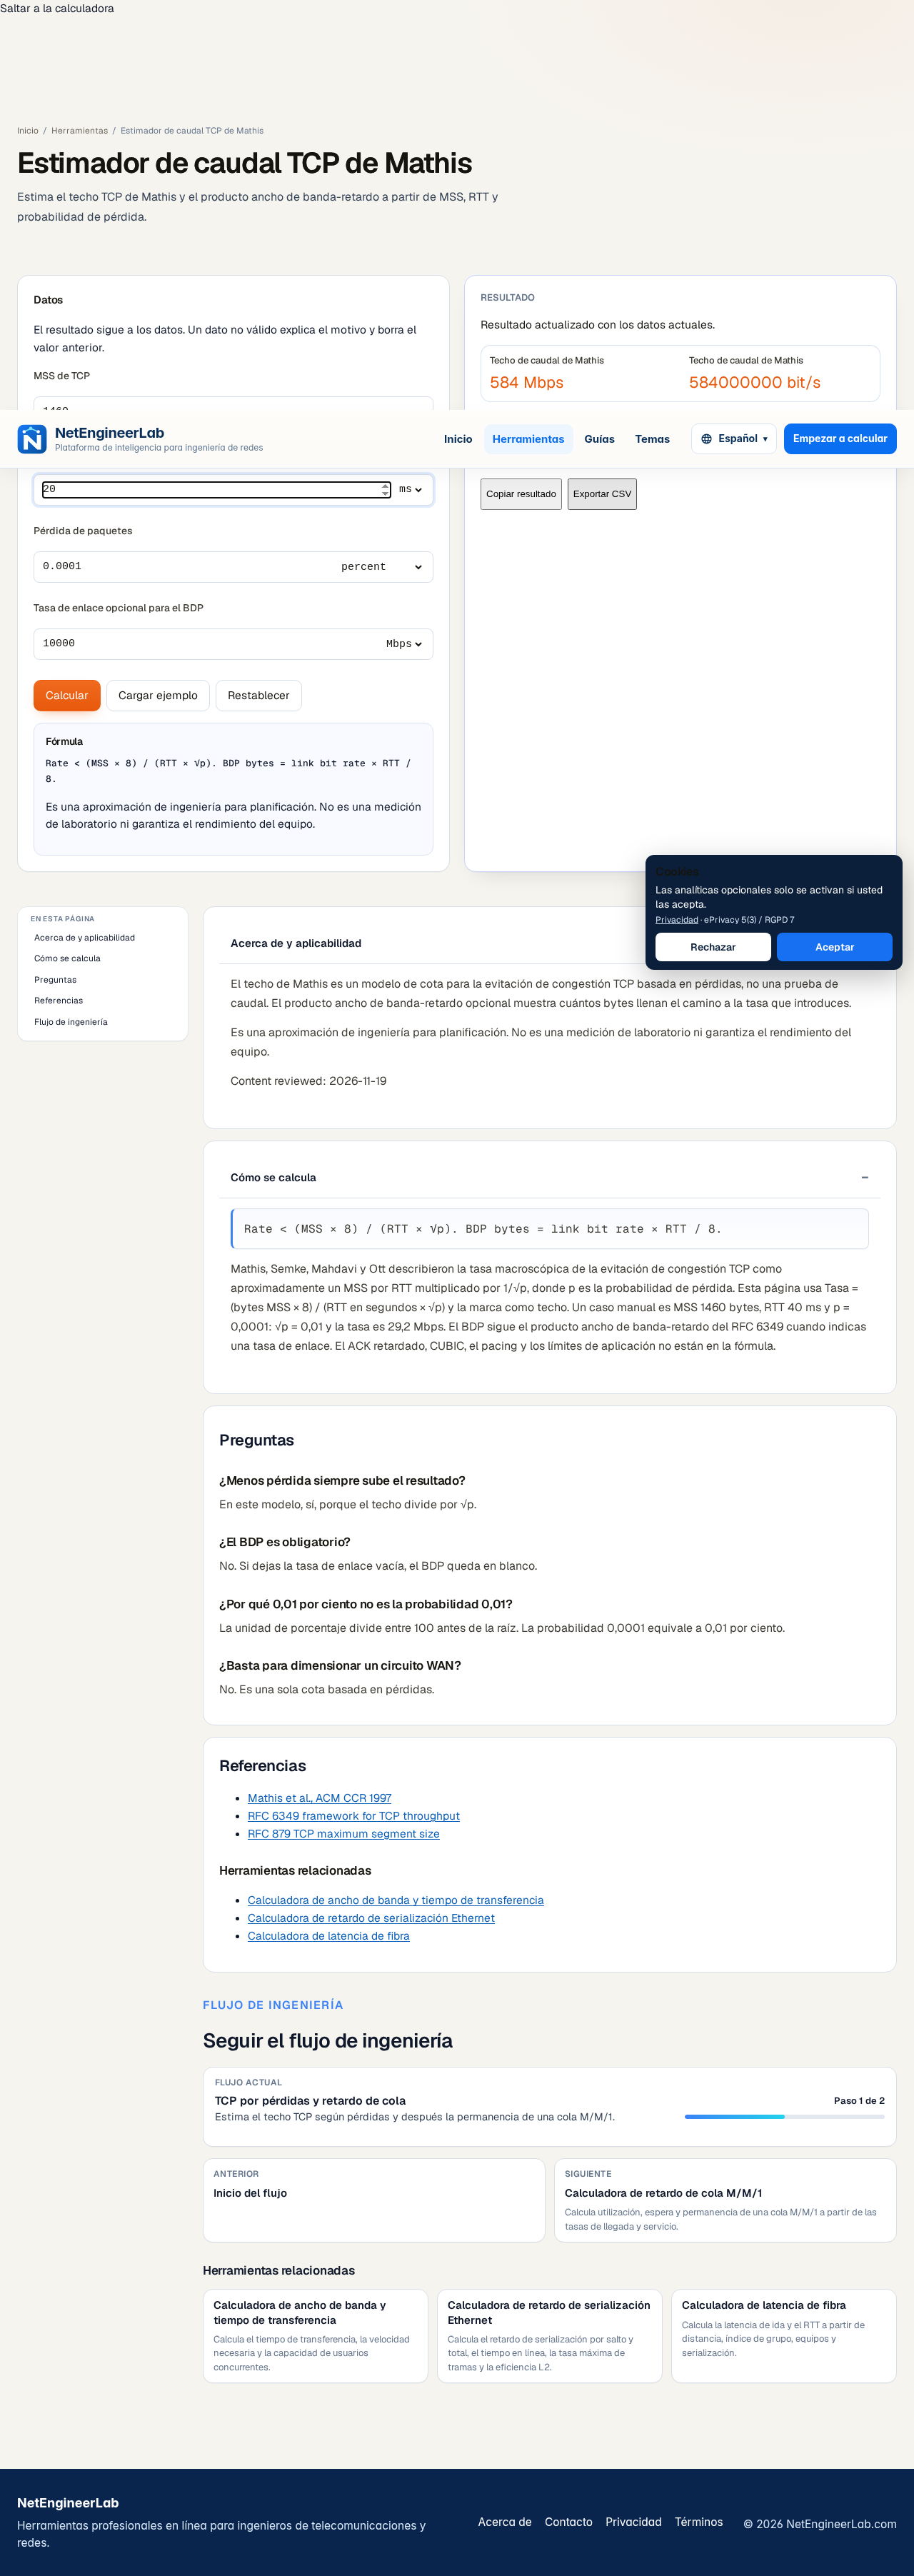 Saltar a la calculadora
Inicio / Herramientas / Estimador de caudal TCP de Mathis
Estimador de caudal TCP de Mathis
Estima el techo TCP de Mathis y el producto ancho de banda-retardo a partir de MSS, RTT y
probabilidad de pérdida.
Datos
El resultado sigue a los datos. Un dato no válido explica el motivo y borra el
valor anterior.
MSS de TCP
RESULTADO
Resultado actualizado con los datos actuales.
Techo de caudal de Mathis
584 Mbps
Techo de caudal de Mathis
584000000 bit/s
NetEngineerLab
Plataforma de inteligencia para ingeniería de redes
Inicio
Herramientas
Guías
Temas
Español
Empezar a calcular
20
ms
Pérdida de paquetes
0.0001
percent
Tasa de enlace opcional para el BDP
10000
Mbps
Calcular
Cargar ejemplo
Restablecer
Fórmula
Rate < (MSS × 8) / (RTT × √p). BDP bytes = link bit rate × RTT /
8.
Es una aproximación de ingeniería para planificación. No es una medición
de laboratorio ni garantiza el rendimiento del equipo.
Copiar resultado
Exportar CSV
Cookies
Las analíticas opcionales solo se activan si usted
las acepta.
Privacidad · ePrivacy 5(3) / RGPD 7
Rechazar
Aceptar
EN ESTA PÁGINA
Acerca de y aplicabilidad
Cómo se calcula
Preguntas
Referencias
Flujo de ingeniería
Acerca de y aplicabilidad
El techo de Mathis es un modelo de cota para la evitación de congestión TCP basada en pérdidas, no una prueba de
caudal. El producto ancho de banda-retardo opcional muestra cuántos bytes llenan el camino a la tasa que introduces.
Es una aproximación de ingeniería para planificación. No es una medición de laboratorio ni garantiza el rendimiento del
equipo.
Content reviewed: 2026-11-19
Cómo se calcula
Rate < (MSS × 8) / (RTT × √p). BDP bytes = link bit rate × RTT / 8.
Mathis, Semke, Mahdavi y Ott describieron la tasa macroscópica de la evitación de congestión TCP como
aproximadamente un MSS por RTT multiplicado por 1/√p, donde p es la probabilidad de pérdida. Esta página usa Tasa =
(bytes MSS × 8) / (RTT en segundos × √p) y la marca como techo. Un caso manual es MSS 1460 bytes, RTT 40 ms y p =
0,0001: √p = 0,01 y la tasa es 29,2 Mbps. El BDP sigue el producto ancho de banda-retardo del RFC 6349 cuando indicas
una tasa de enlace. El ACK retardado, CUBIC, el pacing y los límites de aplicación no están en la fórmula.
Preguntas
¿Menos pérdida siempre sube el resultado?
En este modelo, sí, porque el techo divide por √p.
¿El BDP es obligatorio?
No. Si dejas la tasa de enlace vacía, el BDP queda en blanco.
¿Por qué 0,01 por ciento no es la probabilidad 0,01?
La unidad de porcentaje divide entre 100 antes de la raíz. La probabilidad 0,0001 equivale a 0,01 por ciento.
¿Basta para dimensionar un circuito WAN?
No. Es una sola cota basada en pérdidas.
Referencias
Mathis et al., ACM CCR 1997
RFC 6349 framework for TCP throughput
RFC 879 TCP maximum segment size
Herramientas relacionadas
Calculadora de ancho de banda y tiempo de transferencia
Calculadora de retardo de serialización Ethernet
Calculadora de latencia de fibra
FLUJO DE INGENIERÍA
Seguir el flujo de ingeniería
FLUJO ACTUAL
TCP por pérdidas y retardo de cola
Estima el techo TCP según pérdidas y después la permanencia de una cola M/M/1.
Paso 1 de 2
ANTERIOR
Inicio del flujo
SIGUIENTE
Calculadora de retardo de cola M/M/1
Calcula utilización, espera y permanencia de una cola M/M/1 a partir de las
tasas de llegada y servicio.
Herramientas relacionadas
Calculadora de ancho de banda y
tiempo de transferencia
Calcula el tiempo de transferencia, la velocidad
necesaria y la capacidad de usuarios
concurrentes.
Calculadora de retardo de serialización
Ethernet
Calcula el retardo de serialización por salto y
total, el tiempo en línea, la tasa máxima de
tramas y la eficiencia L2.
Calculadora de latencia de fibra
Calcula la latencia de ida y el RTT a partir de
distancia, índice de grupo, equipos y
serialización.
NetEngineerLab
Herramientas profesionales en línea para ingenieros de telecomunicaciones y
redes.
Acerca de
Contacto
Privacidad
Términos
© 2026 NetEngineerLab.com